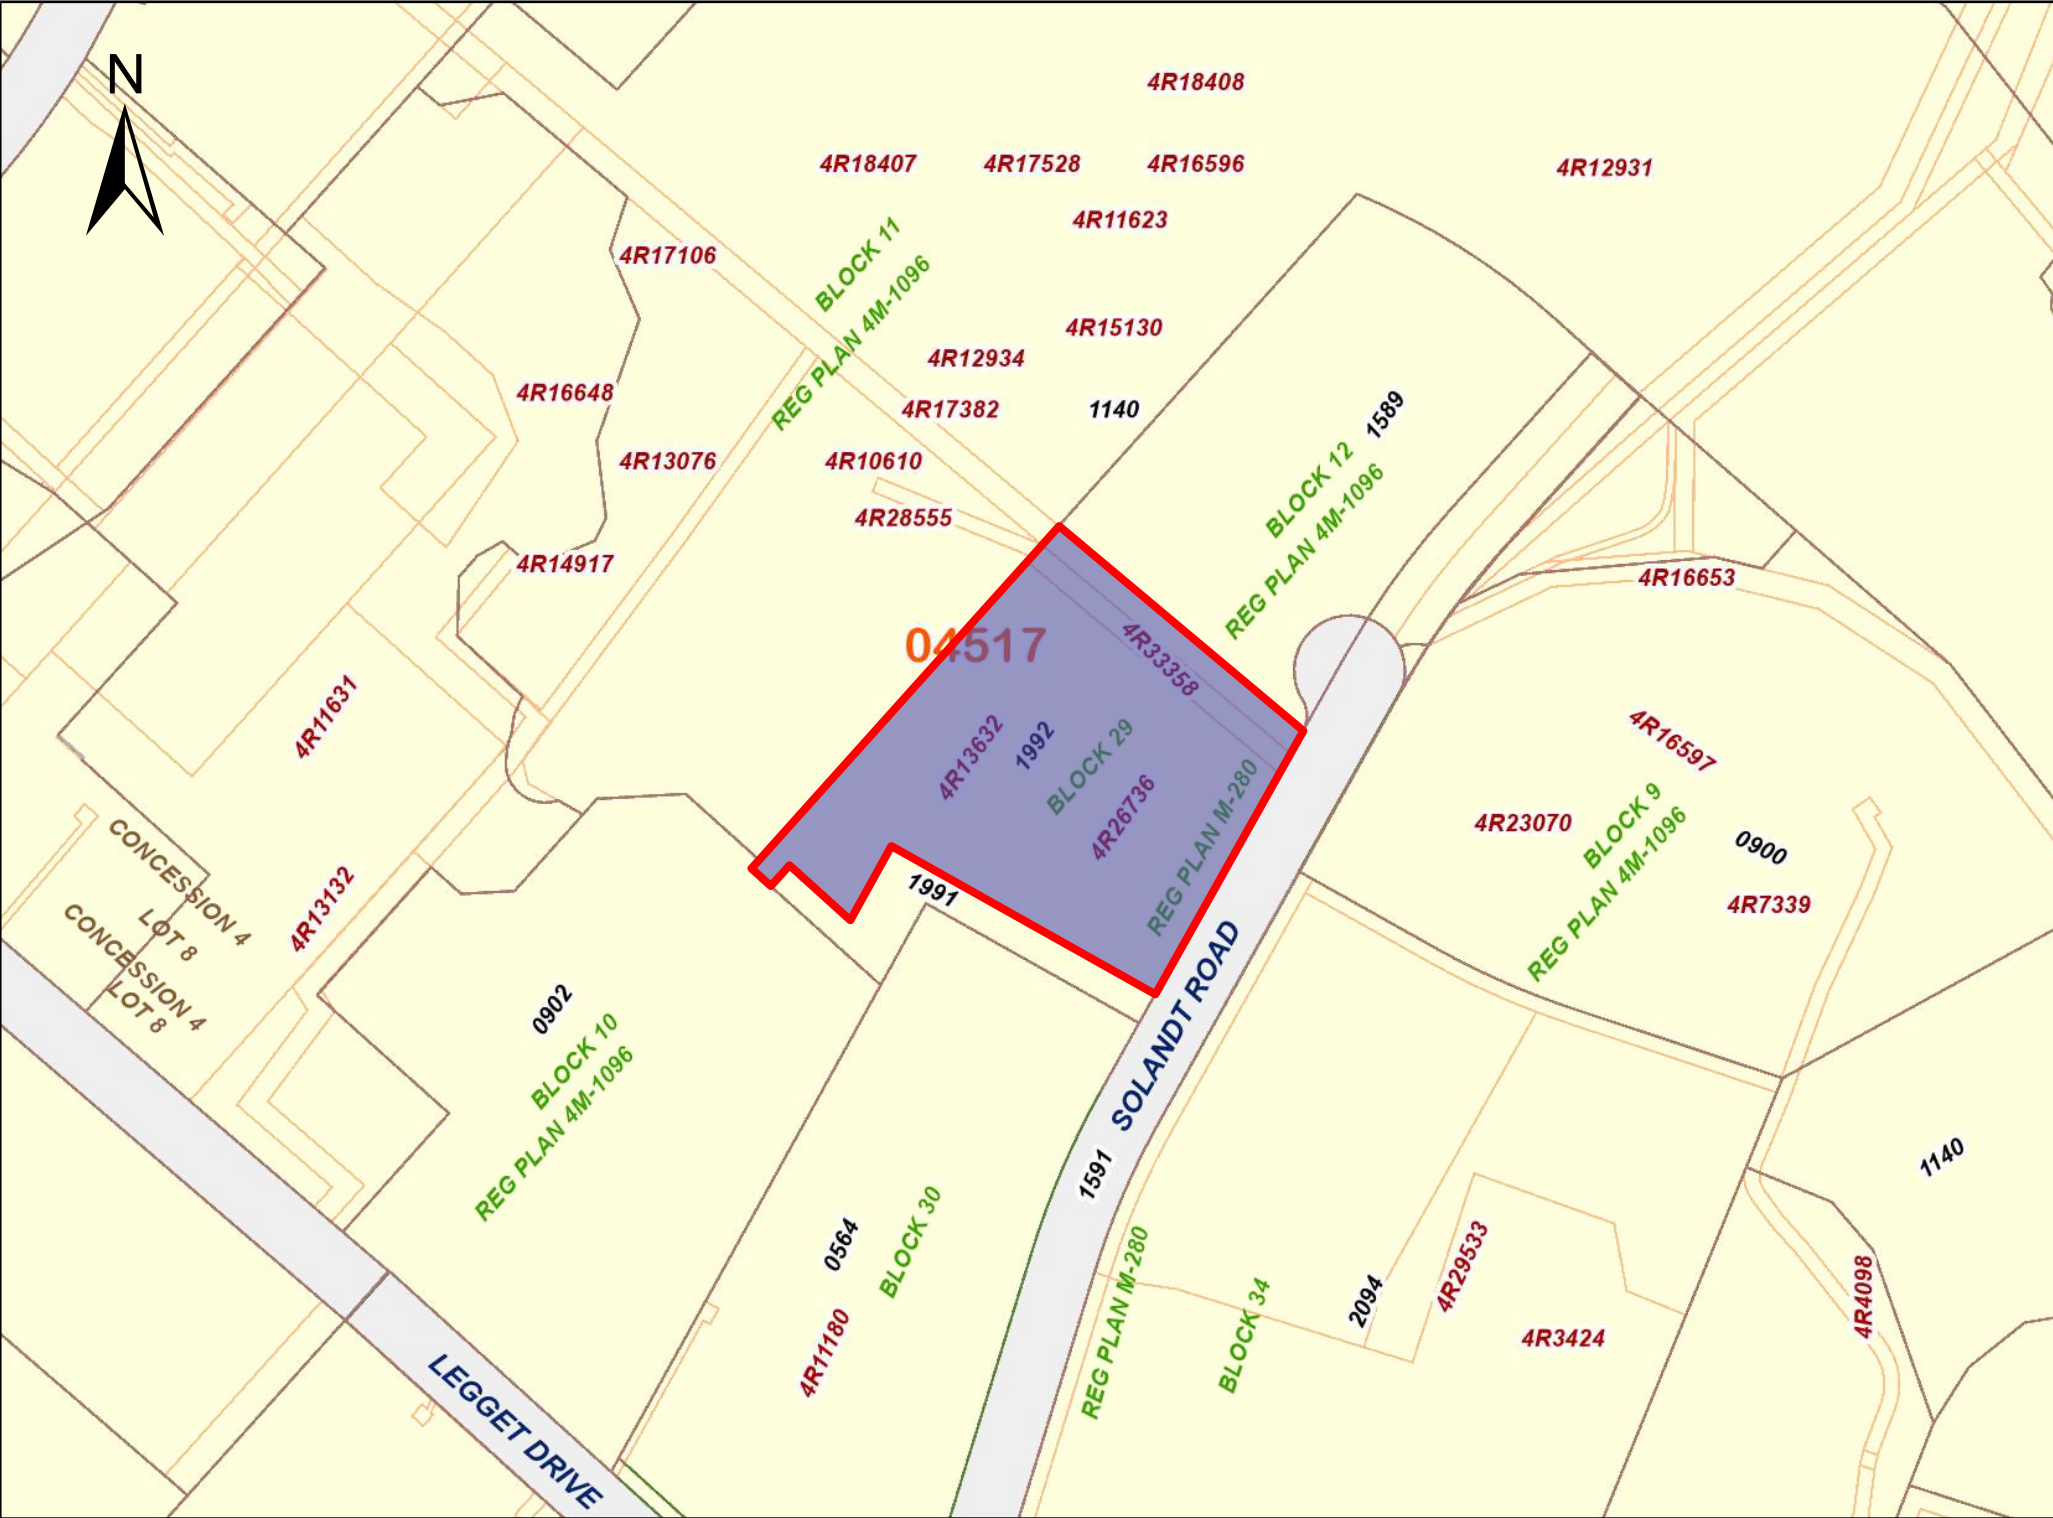 N
4R18408
4R18407
4R17528
4R16596
4R12931
4R11623
4R17106
BLOCK 11
REG PLAN 4M-1096
4R15130
4R12934
4R16648
4R17382
1140
1589
4R13076
4R10610
BLOCK 12
REG PLAN 4M-1096
4R28555
4R14917
4R16653
04517
4R33358
4R11631
4R13632
1992
BLOCK 29
4R26736
REG PLAN M-280
4R16597
4R23070
BLOCK 9
REG PLAN 4M-1096
0900
4R7339
1991
CONCESSION 4
LOT 8
CONCESSION 4
LOT 8
4R13132
0902
BLOCK 10
REG PLAN 4M-1096
SOLANDT ROAD
1591
1140
0564
BLOCK 30
4R11180
REG PLAN M-280
BLOCK 34
2094
4R29533
4R3424
4R4098
LEGGET DRIVE